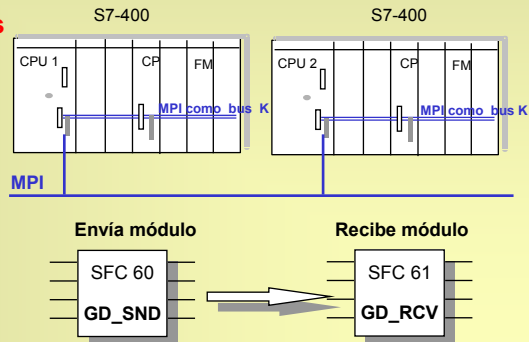 S7-400
S7-400
s
CPU 1
CP
FM
CPU 2
CP
FM
MPI como bus K
MPI como bus K
MPI
Envía módulo
Recibe módulo
SFC 60
SFC 61
GD_SND
GD_RCV